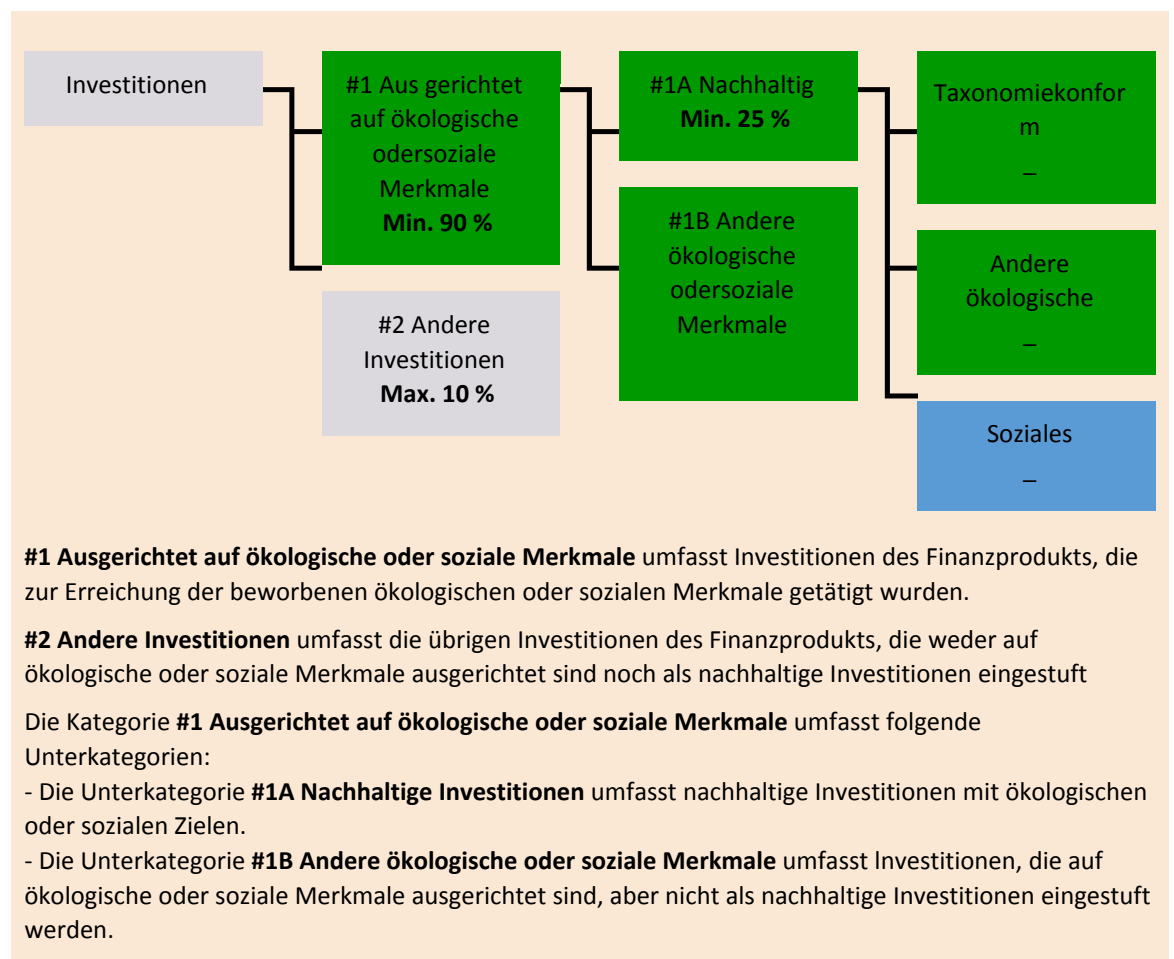 Investitionen
#1 Aus gerichtet
auf ökologische
odersoziale
Merkmale
Min. 90 %
#2 Andere
Investitionen
Max. 10 %
#1A Nachhaltig
Min. 25 %
#1B Andere
ökologische
odersoziale
Merkmale
Taxonomiekonfor
m
–
Andere
ökologische
–
Soziales
–
#1 Ausgerichtet auf ökologische oder soziale Merkmale umfasst Investitionen des Finanzprodukts, die
zur Erreichung der beworbenen ökologischen oder sozialen Merkmale getätigt wurden.
#2 Andere Investitionen umfasst die übrigen Investitionen des Finanzprodukts, die weder auf
ökologische oder soziale Merkmale ausgerichtet sind noch als nachhaltige Investitionen eingestuft
Die Kategorie #1 Ausgerichtet auf ökologische oder soziale Merkmale umfasst folgende
Unterkategorien:
- Die Unterkategorie #1A Nachhaltige Investitionen umfasst nachhaltige Investitionen mit ökologischen
oder sozialen Zielen.
- Die Unterkategorie #1B Andere ökologische oder soziale Merkmale umfasst lnvestitionen, die auf
ökologische oder soziale Merkmale ausgerichtet sind, aber nicht als nachhaltige Investitionen eingestuft
werden.